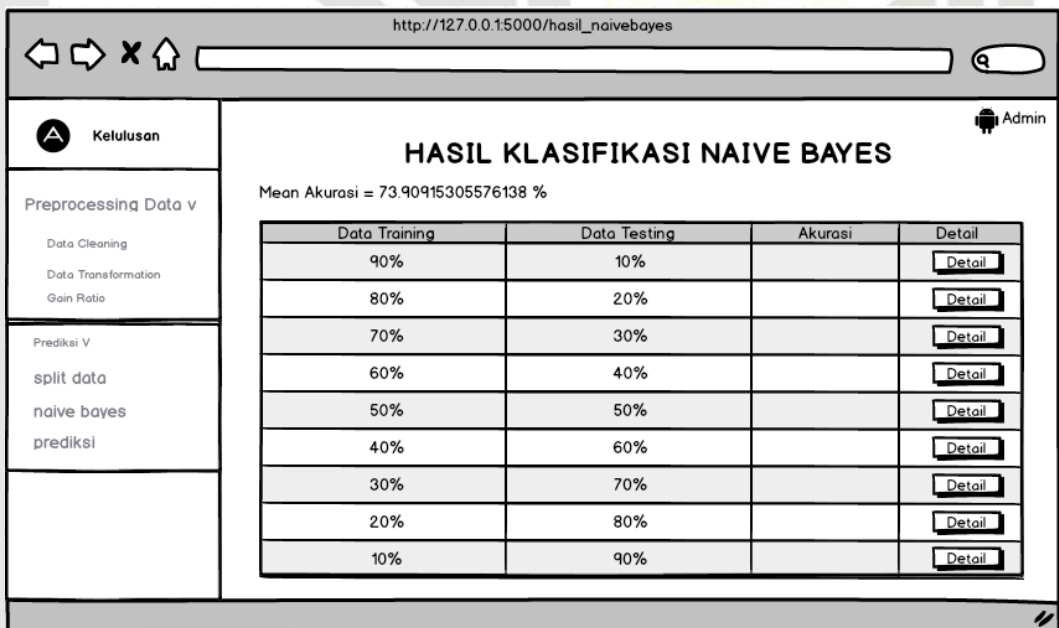 http://127.0.0.1:5000/hasil_naivebayes
Admin
A Kelulusan
Preprocessing Data v
Data Cleaning
Data Transformation
Gain Ratio
Prediksi V
split data
naive bayes
prediksi
HASIL KLASIFIKASI NAIVE BAYES
Mean Akurasi = 73.90915305576138 %
Data Training Data Testing Akurasi Detail
90% 10% Detail
80% 20% Detail
70% 30% Detail
60% 40% Detail
50% 50% Detail
40% 60% Detail
30% 70% Detail
20% 80% Detail
10% 90% Detail